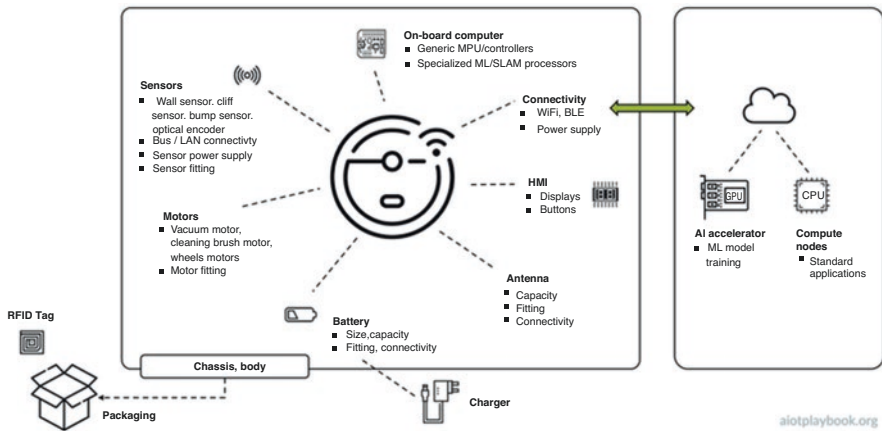 On-board computer
▪ Generic MPU/controllers
▪ Specialized ML/SLAM processors
Sensors
▪ Wall sensor. cliff
sensor. bump sensor.
optical encoder
▪ Bus / LAN connectivty
▪ Sensor power supply
▪ Sensor fitting
Connectivity
▪ WiFi, BLE
▪ Power supply
HMI
▪ Displays
▪ Buttons
Motors
▪ Vacuum motor,
cleaning brush motor,
wheels motors
▪ Motor fitting
Antenna
▪ Capacity
▪ Fitting
▪ Connectivity
Battery
▪ Size,capacity
▪ Fitting, connectivity
Chassis, body
RFID Tag
Packaging
Charger
GPU
CPU
AI accelerator
▪ ML model
training
Compute
nodes
▪ Standard
applications
aiotplaybook.org